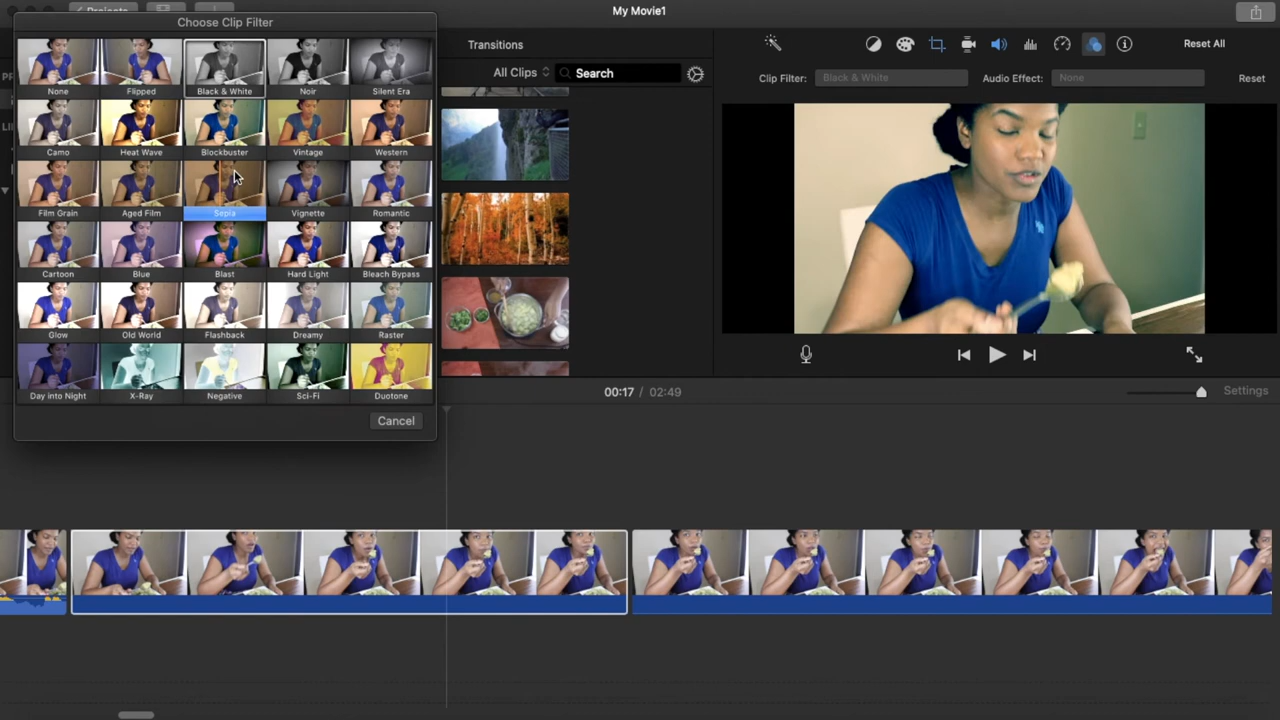 Projects
My Movie1
Choose Clip Filter
None Flipped Black & White Noir Silent Era
Camo Heat Wave Blockbuster Vintage Western
Film Grain Aged Film Sepia Vignette Romantic
Cartoon Blue Blast Hard Light Bleach Bypass
Glow Old World Flashback Dreamy Raster
Day into Night X-Ray Negative Sci-Fi Duotone
Cancel
Transitions
All Clips Search
Reset All
Clip Filter: Black & White Audio Effect: None Reset
00:17 / 02:49 Settings